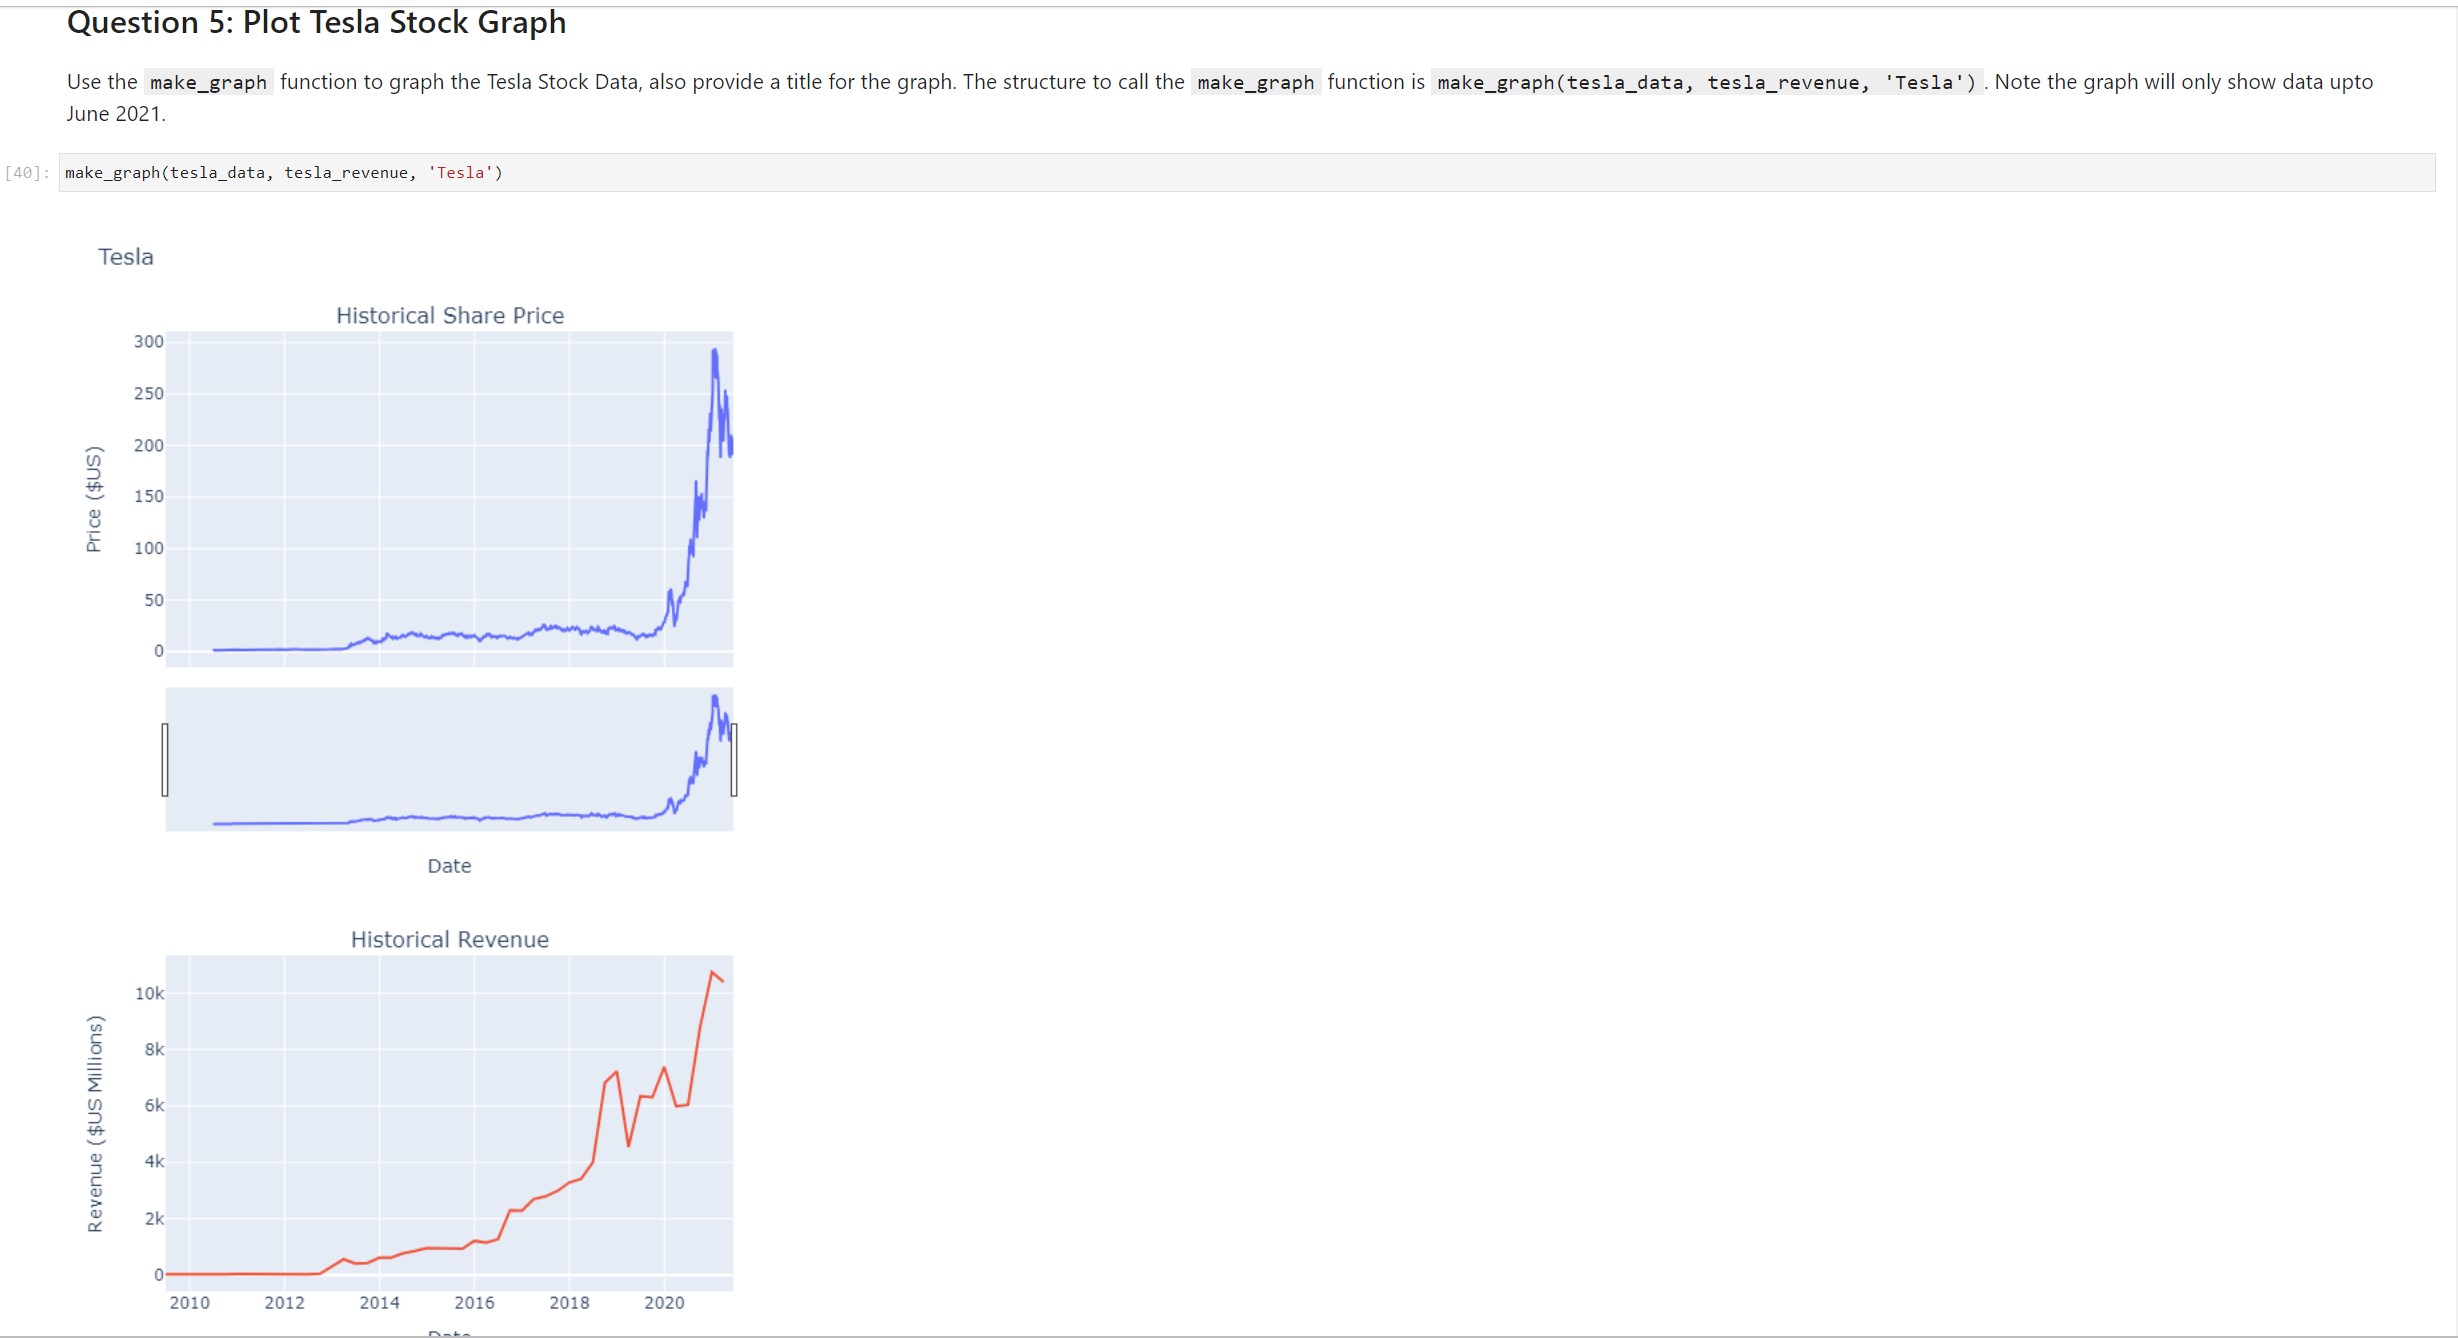 Question 5: Plot Tesla Stock Graph
Use the make_graph function to graph the Tesla Stock Data, also provide a title for the graph. The structure to call the make_graph function is make_graph(tesla_data, tesla_revenue, 'Tesla') . Note the graph will only show data upto
June 2021.
[40]: make_graph(tesla_data, tesla_revenue, 'Tesla')
Tesla
Historical Share Price
300
250
200
150
100
50
0
Price ($US)
Date
Historical Revenue
10k
8k
6k
4k
2k
0
Revenue ($US Millions)
2010 2012 2014 2016 2018 2020
Date